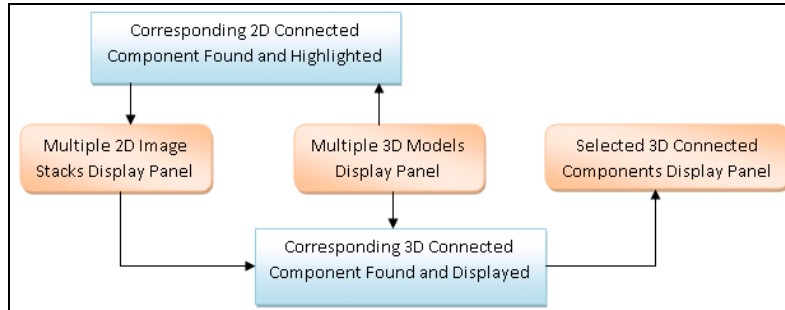 Corresponding 2D Connected
Component Found and Highlighted
Multiple 2D Image
Stacks Display Panel
Multiple 3D Models
Display Panel
Selected 3D Connected
Components Display Panel
Corresponding 3D Connected
Component Found and Displayed